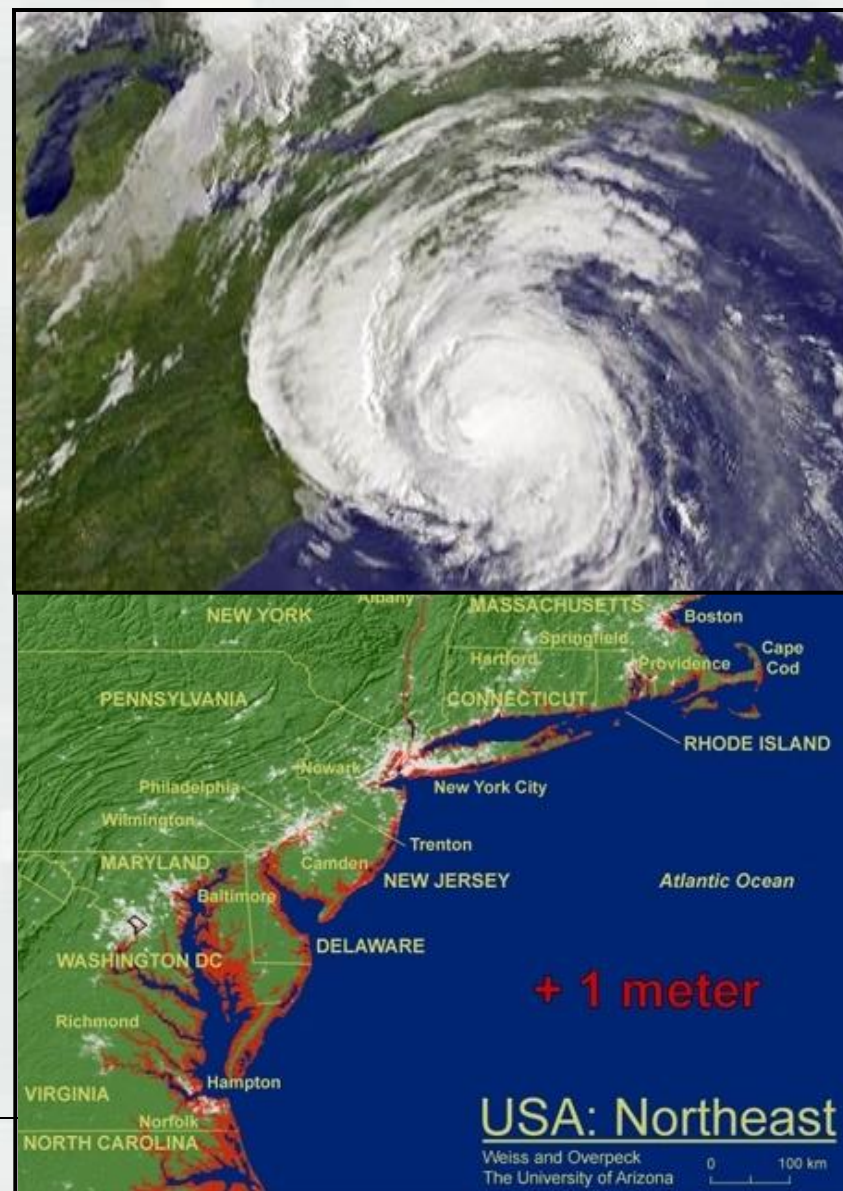 Albany
MASSACHUSETTS
NEW YORK
Boston
Springfield
Cape
Cod
Hartford
Providence
PENNSYLVANIA
CONNECTICUT
RHODE ISLAND
Nowark
Philadelphia
New York City
Wilmington
Trenton
MARYLAND
Camden
NEW JERSEY
Atlantic Ocean
Baltimore
DELAWARE
WASHINGTON DC
+ 1 meter
Richmond
Hampton
VIRGINIA
Norfolk
NORTH CAROLINA
USA: Northeast
Weiss and Overpeck
The University of Arizona
0 100 km